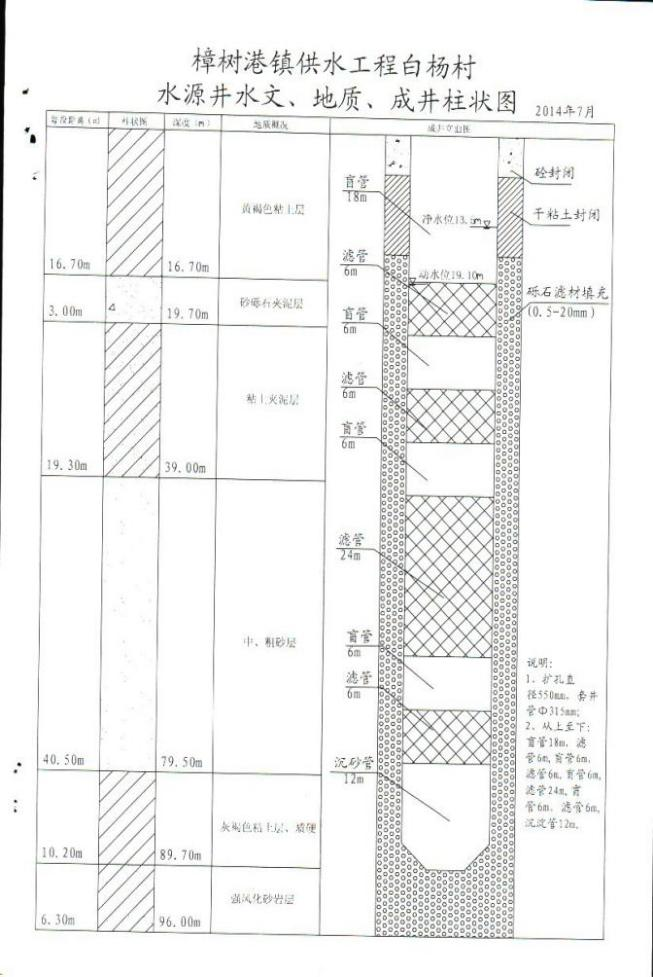 樟树港镇供水工程白杨村
水源井水文、地质、成井柱状图
2014年7月
柱状图
深度（m）
地质概况
成井立面图
16.70m
16.70m
黄褐色粘土层
3.00m
19.70m
砂砾石夹泥层
19.30m
39.00m
粘土夹泥层
40.50m
79.50m
中、粗砂层
10.20m
89.70m
灰褐色粘土层、质硬
6.30m
96.00m
强风化砂岩层
盲管
18m
滤管
6m
盲管
6m
滤管
6m
盲管
6m
滤管
24m
盲管
6m
滤管
6m
沉砂管
12m
净水位13.5m
动水位19.10m
砼封闭
干粘土封闭
砾石滤材填充
(0.5-20mm)
说明：
1、扩孔直
径550mm。套井
管Φ315mm;
2、从上至下：
盲管18m、滤
管6m,盲管6m,
滤管6m,盲管6m,
滤管24m,盲
管6m、滤管6m,
沉淀管12m.